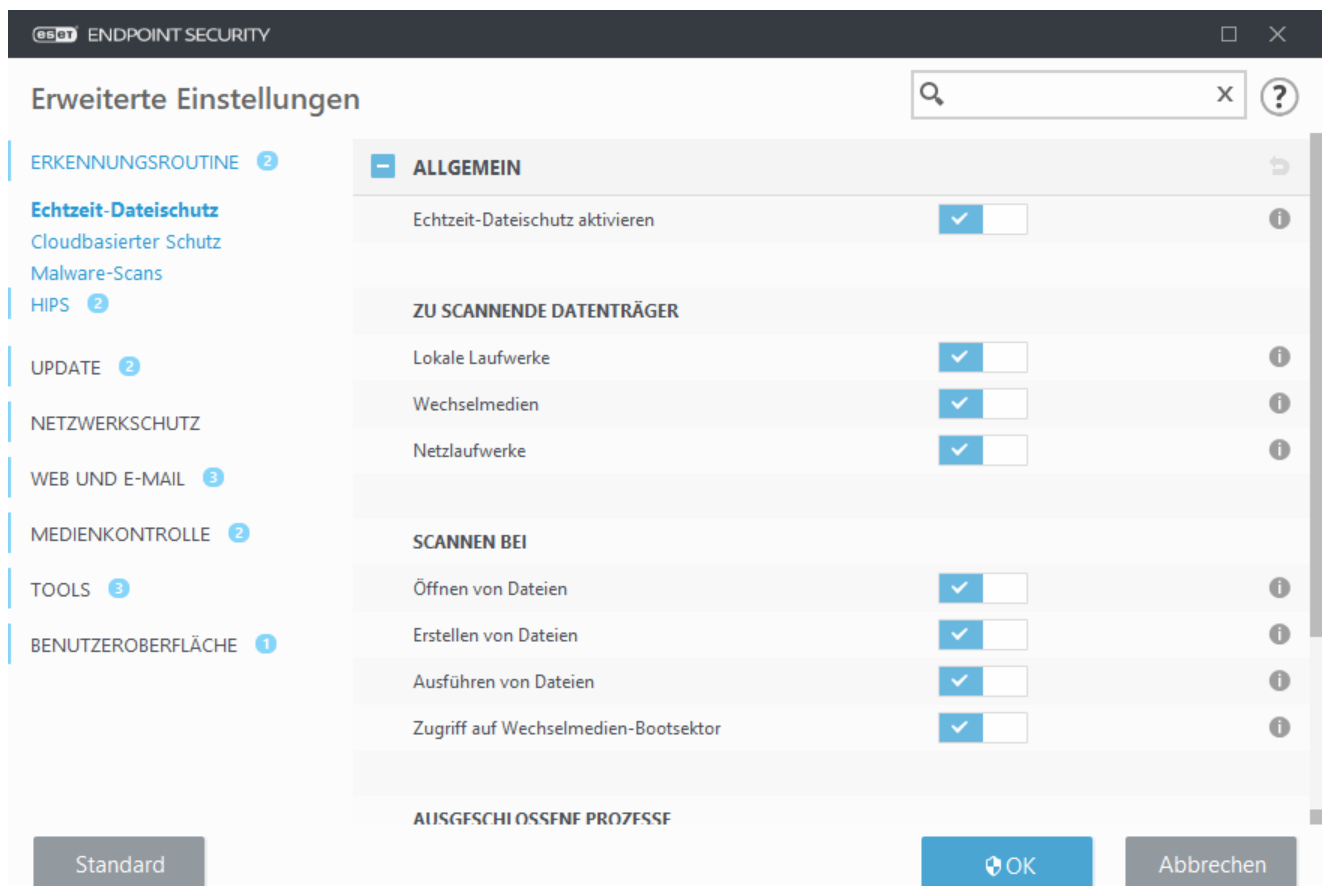 eset ENDPOINT SECURITY
Erweiterte Einstellungen
x
?
ERKENNUNGSROUTINE 2
Echtzeit-Dateischutz
Cloudbasierter Schutz
Malware-Scans
HIPS 2
UPDATE 2
NETZWERKSCHUTZ
WEB UND E-MAIL 3
MEDIENKONTROLLE 2
TOOLS 3
BENUTZEROBERFLÄCHE 1
ALLGEMEIN
Echtzeit-Dateischutz aktivieren
ZU SCANNENDE DATENTRÄGER
Lokale Laufwerke
Wechselmedien
Netzlaufwerke
SCANNEN BEI
Öffnen von Dateien
Erstellen von Dateien
Ausführen von Dateien
Zugriff auf Wechselmedien-Bootsektor
AUSGESCHLOSSENE PROZESSE
Standard
OK
Abbrechen